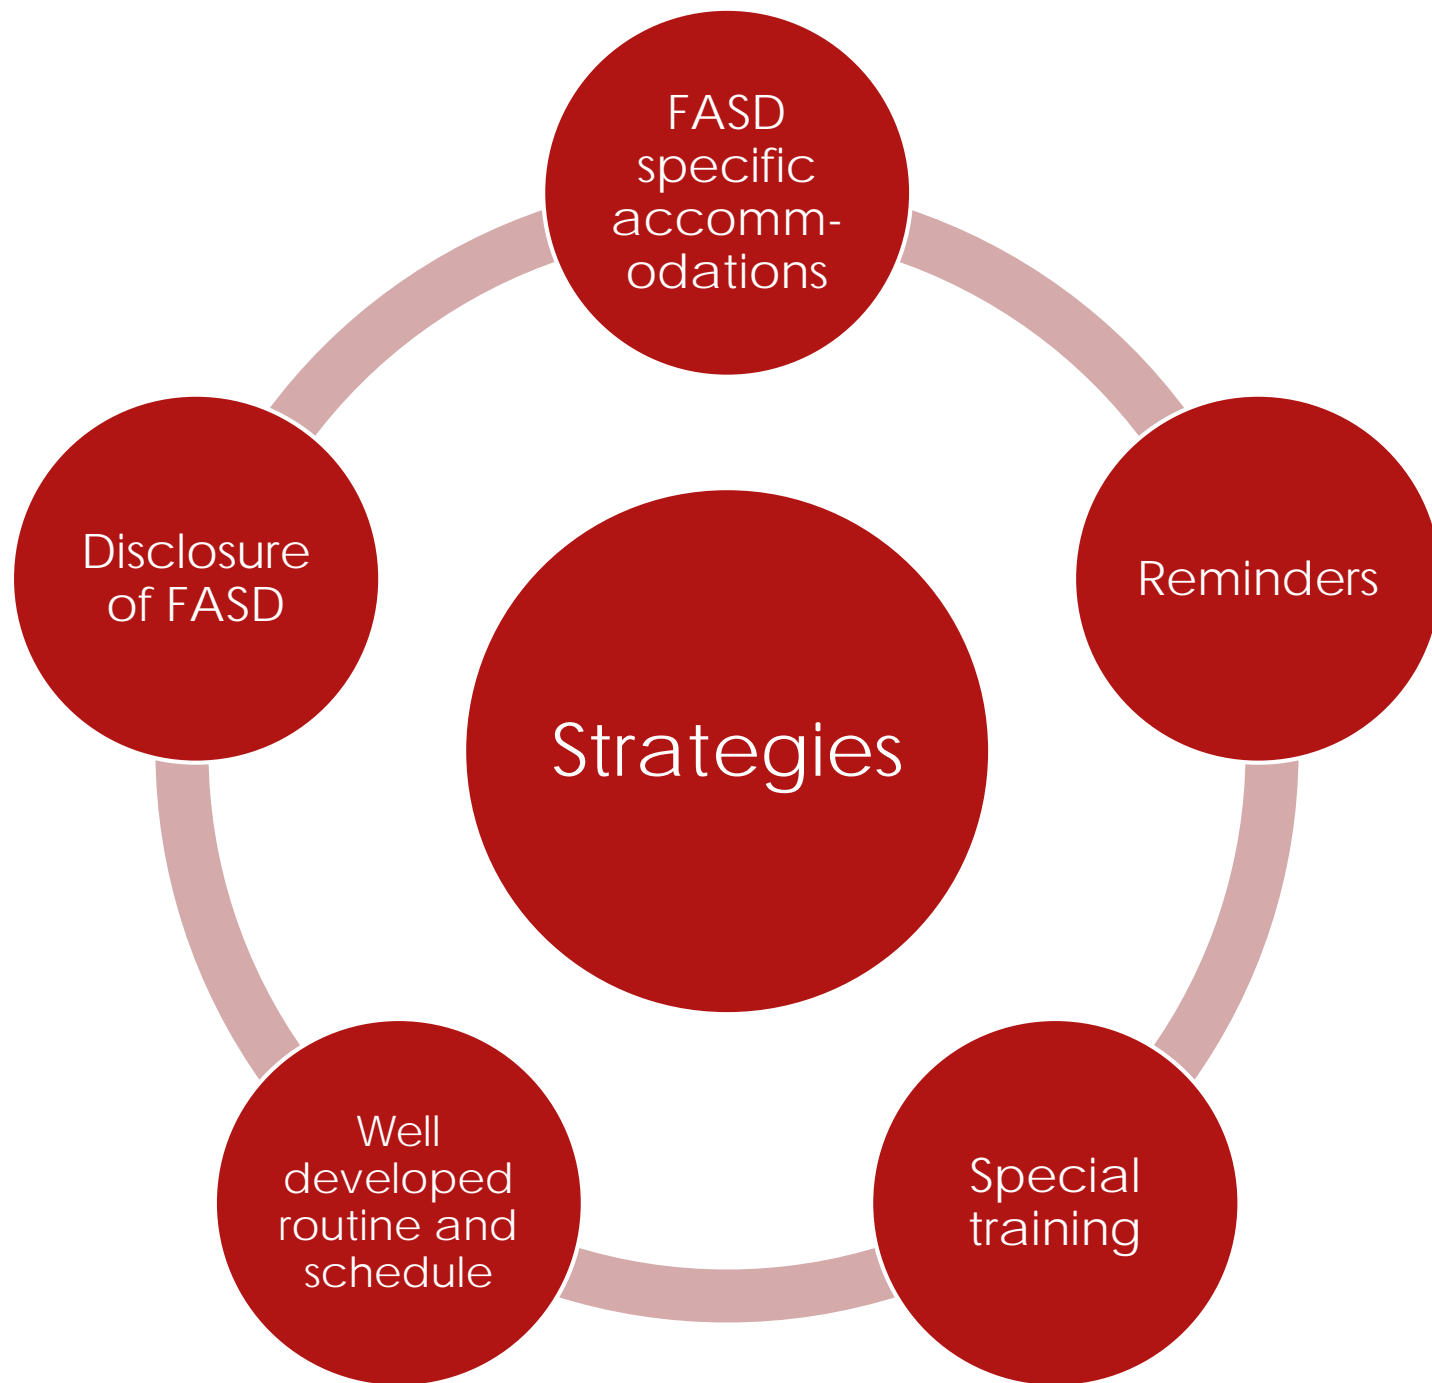 FASD
specific
accomm-
odations
Reminders
Special
training
Well
developed
routine and
schedule
Disclosure
of FASD
Strategies